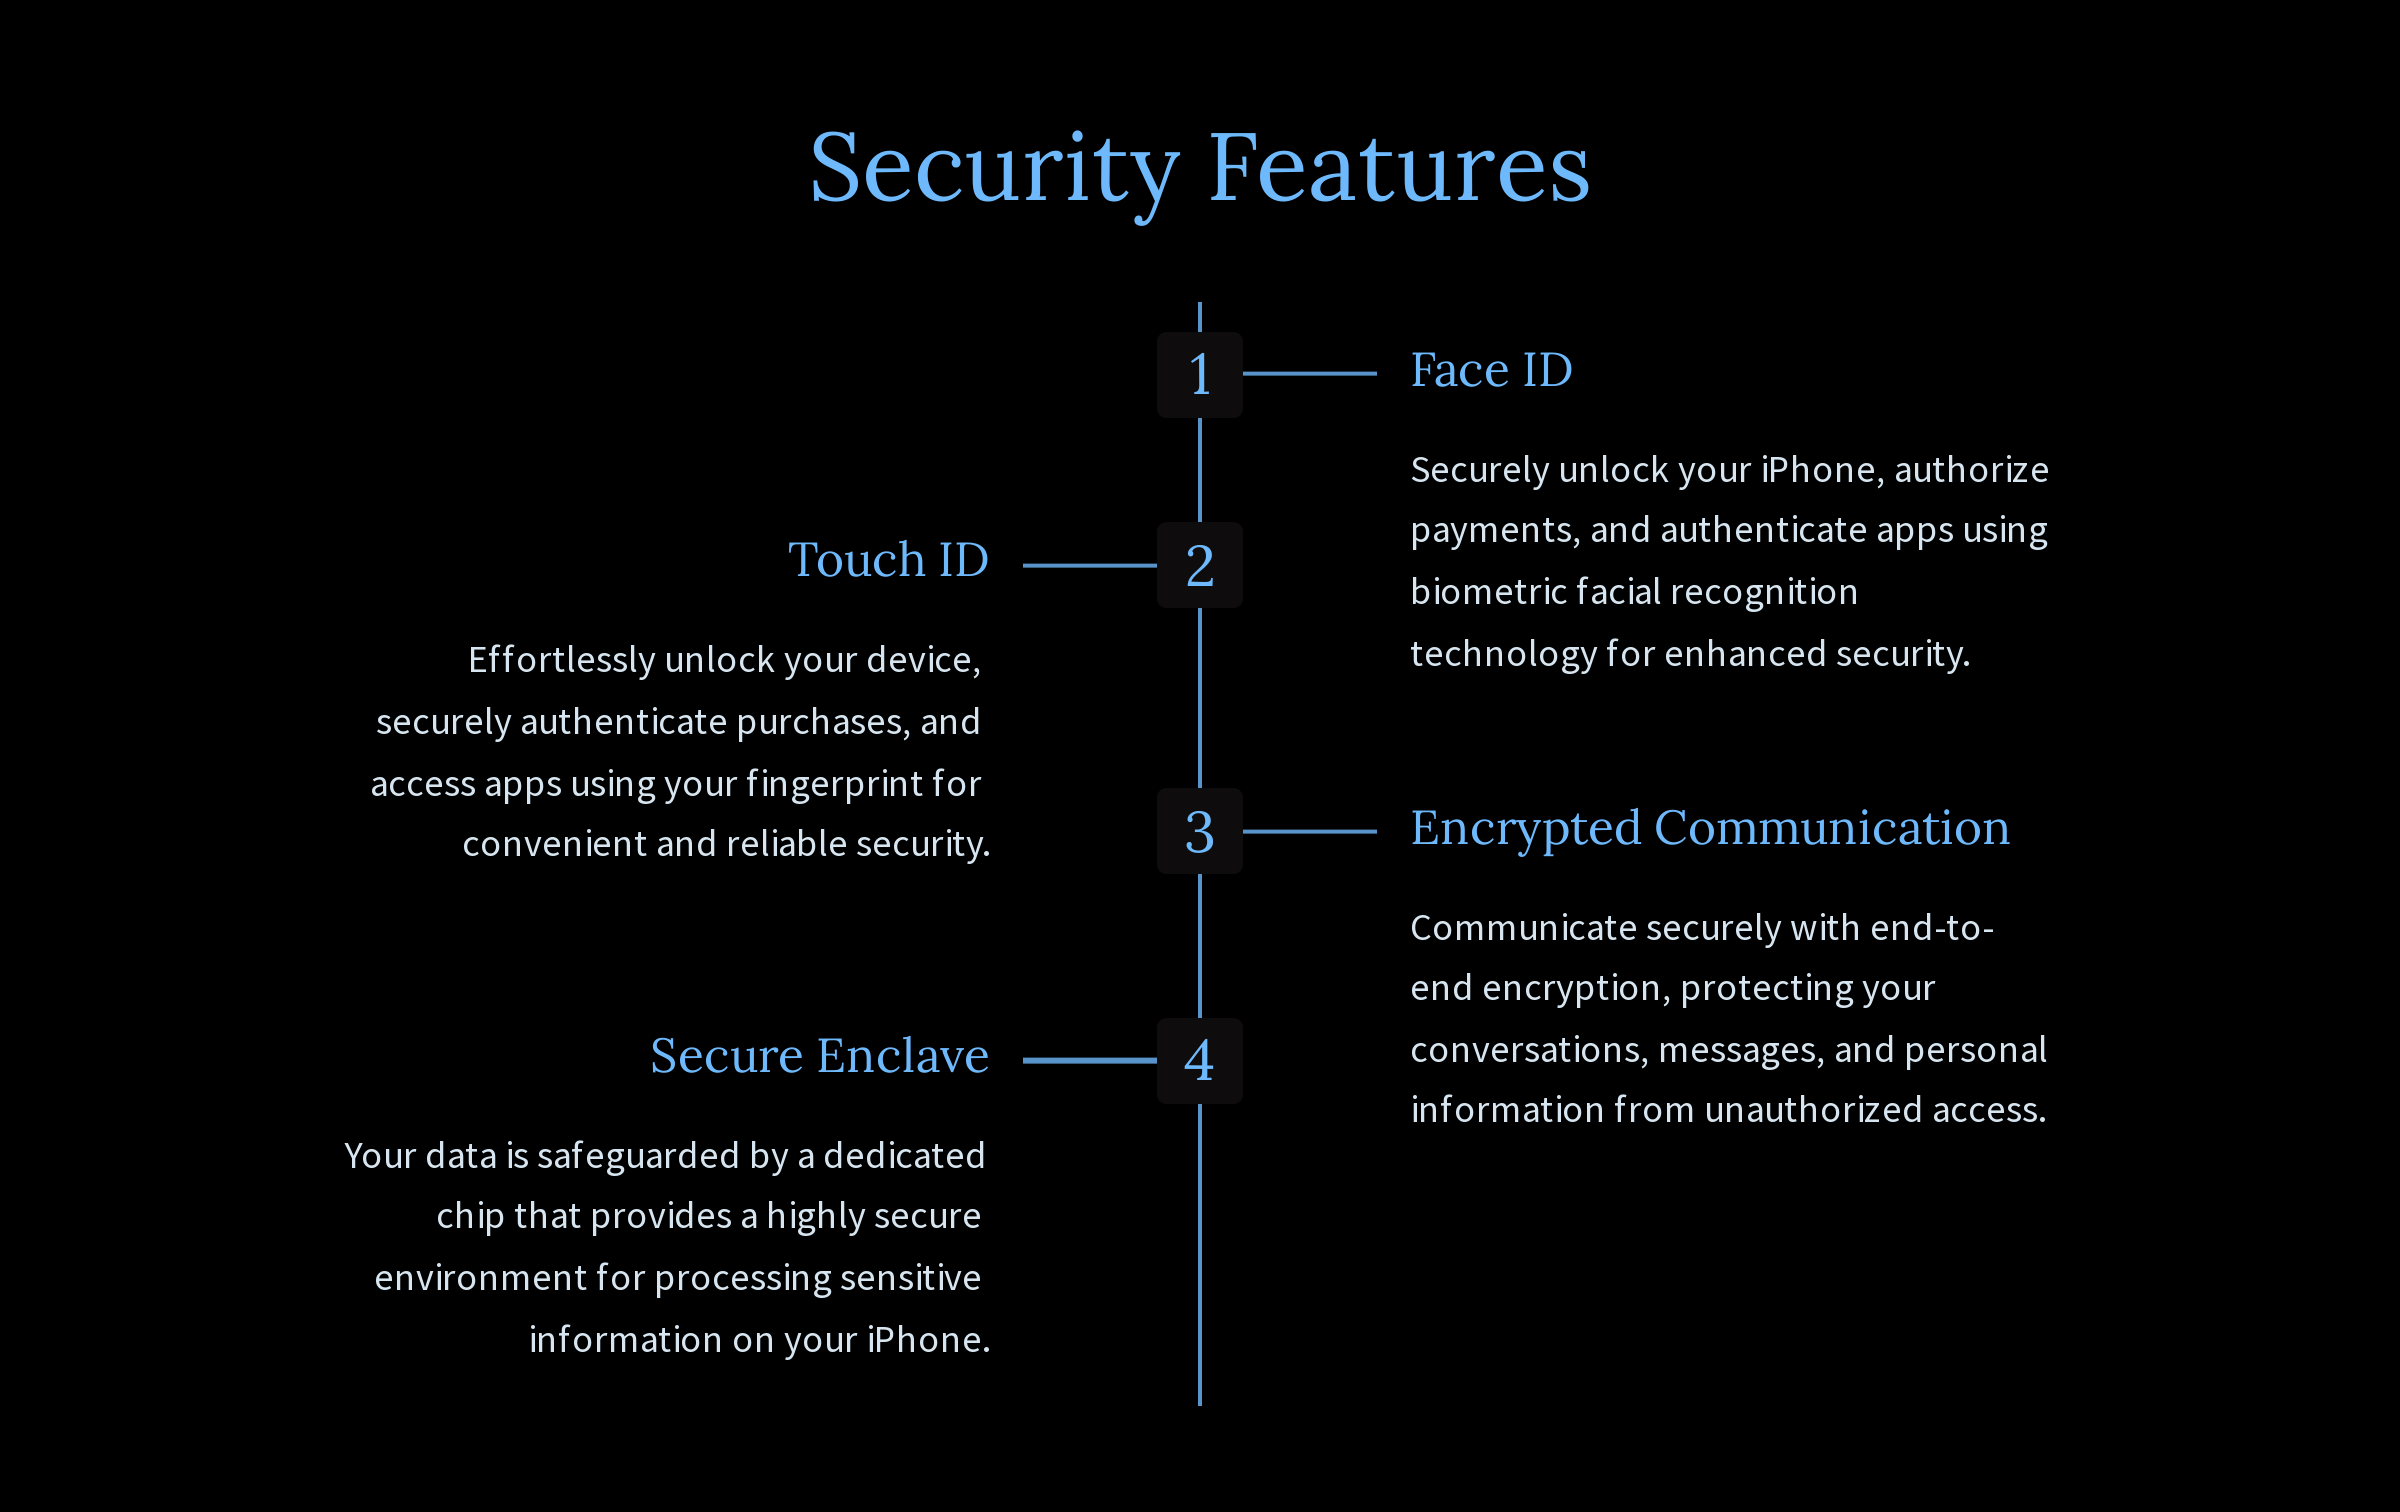 Security Features
1
Face ID
Securely unlock your iPhone, authorize
payments, and authenticate apps using
biometric facial recognition
technology for enhanced security.
2
Touch ID
Effortlessly unlock your device,
securely authenticate purchases, and
access apps using your fingerprint for
convenient and reliable security.
3
Encrypted Communication
Communicate securely with end-to-
end encryption, protecting your
conversations, messages, and personal
information from unauthorized access.
4
Secure Enclave
Your data is safeguarded by a dedicated
chip that provides a highly secure
environment for processing sensitive
information on your iPhone.